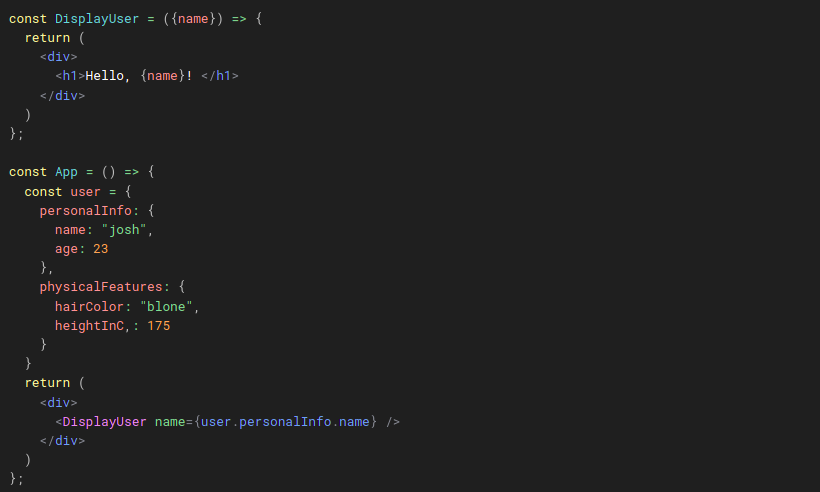 const DisplayUser = ({name}) => {
  return (
    <div>
      <h1>Hello, {name}! </h1>
    </div>
  )
};

const App = () => {
  const user = {
    personalInfo: {
      name: "josh",
      age: 23
    },
    physicalFeatures: {
      hairColor: "blone",
      heightInC,: 175
    }
  }
  return (
    <div>
      <DisplayUser name={user.personalInfo.name} />
    </div>
  )
};